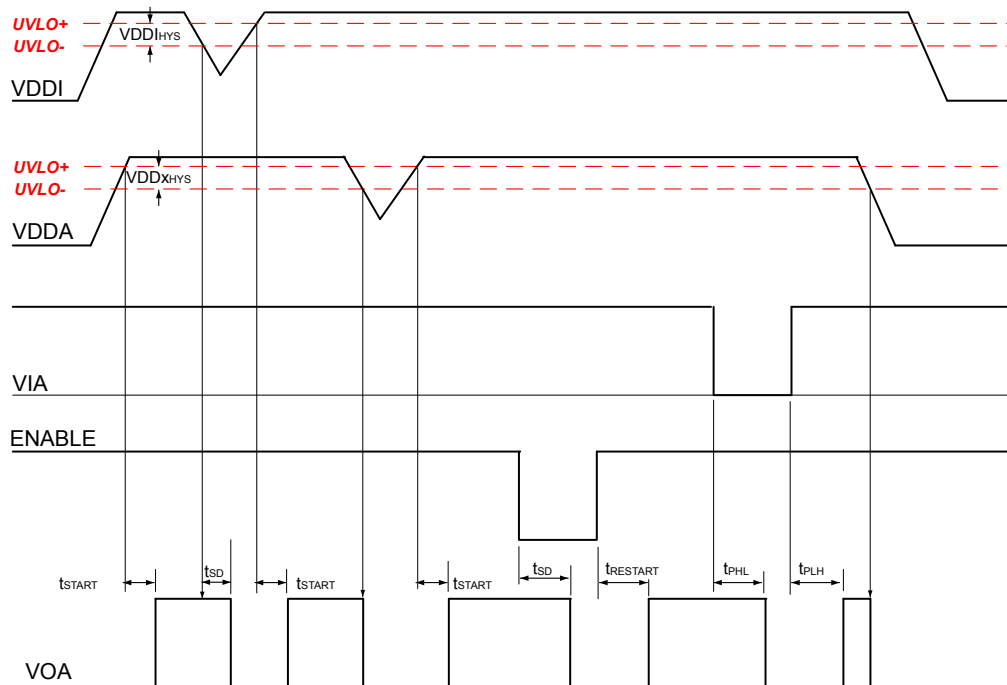 UVLO+
VDDIHYS
UVLO-
VDDI
UVLO+
VDDxHYS
UVLO-
VDDA
VIA
ENABLE
tSTART
tSD
tSTART
tSTART
tSD
tRESTART
tPHL
tPLH
VOA